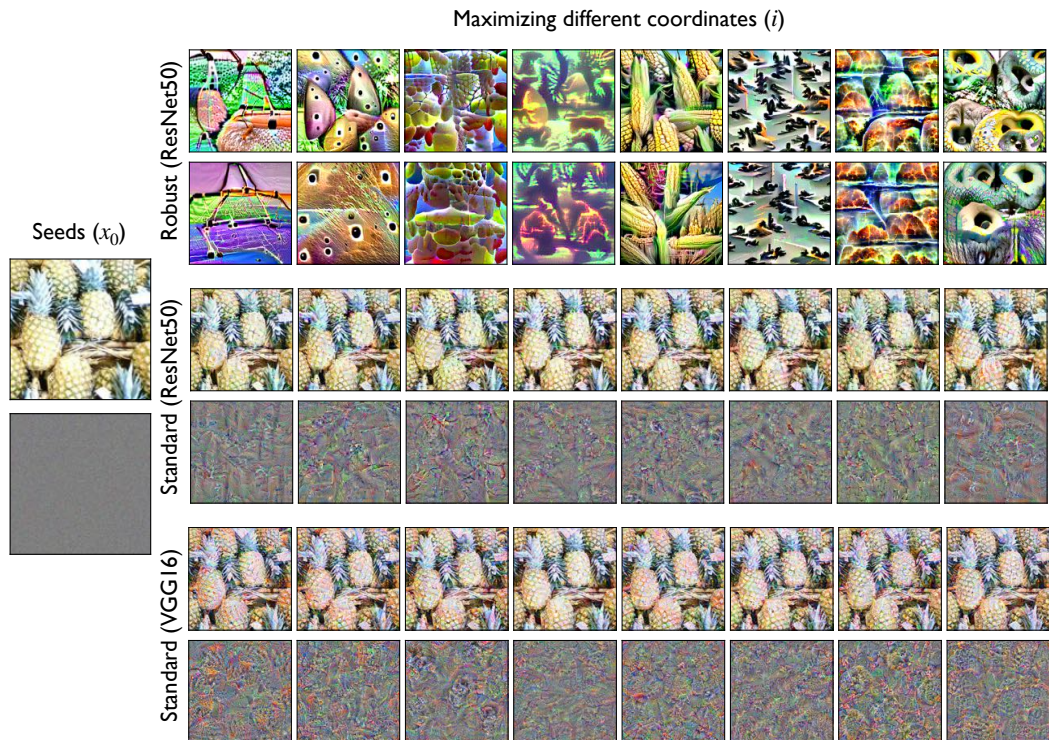 Maximizing different coordinates (i)
Seeds (x₀)
Robust (ResNet50)
Standard (ResNet50)
Standard (VGG16)